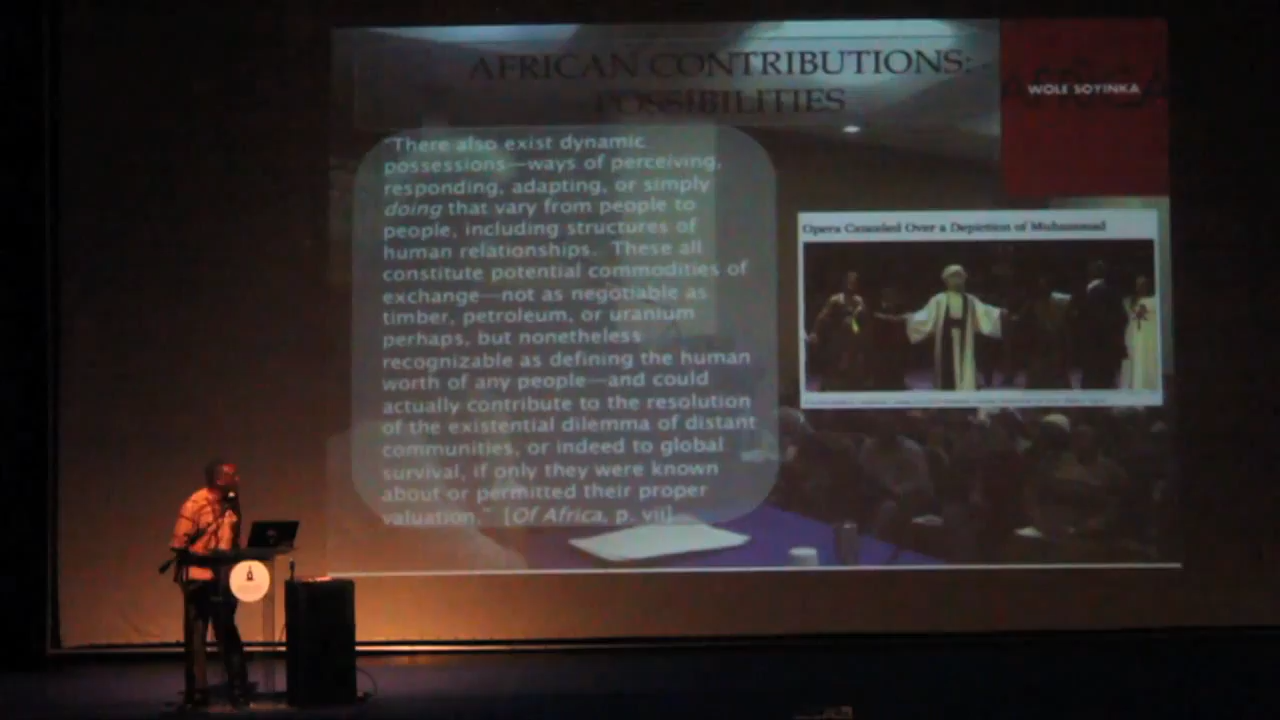 AFRICAN CONTRIBUTIONS:
POSSIBILITIES
WOLE SOYINKA
"There also exist dynamic
possessions—ways of perceiving,
responding, adapting, or simply
doing that vary from people to
people, including structures of
human relationships. These all
constitute potential commodities of
exchange—not as negotiable as
timber, petroleum, or uranium
perhaps, but nonetheless
recognizable as defining the human
worth of any people—and could
actually contribute to the resolution
of the existential dilemma of distant
communities, or indeed to global
survival, if only they were known
about or permitted their proper
valuation." [Of Africa, p. vii]
Opera Canceled Over a Depiction of Muhammad